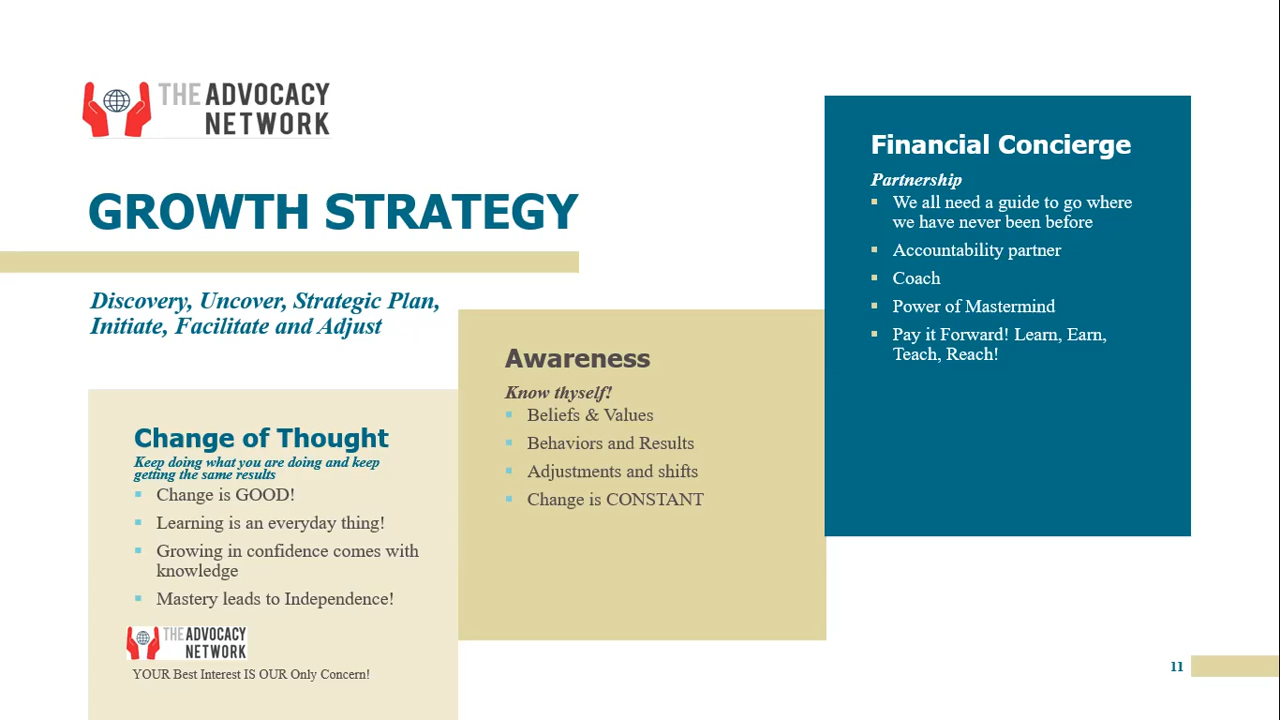 THE ADVOCACY
NETWORK
GROWTH STRATEGY
Discovery, Uncover, Strategic Plan,
Initiate, Facilitate and Adjust
Change of Thought
Keep doing what you are doing and keep
getting the same results
Change is GOOD!
Learning is an everyday thing!
Growing in confidence comes with
knowledge
Mastery leads to Independence!
THE ADVOCACY
NETWORK
YOUR Best Interest IS OUR Only Concern!
Awareness
Know thyself!
Beliefs & Values
Behaviors and Results
Adjustments and shifts
Change is CONSTANT
Financial Concierge
Partnership
We all need a guide to go where
we have never been before
Accountability partner
Coach
Power of Mastermind
Pay it Forward! Learn, Earn,
Teach, Reach!
11